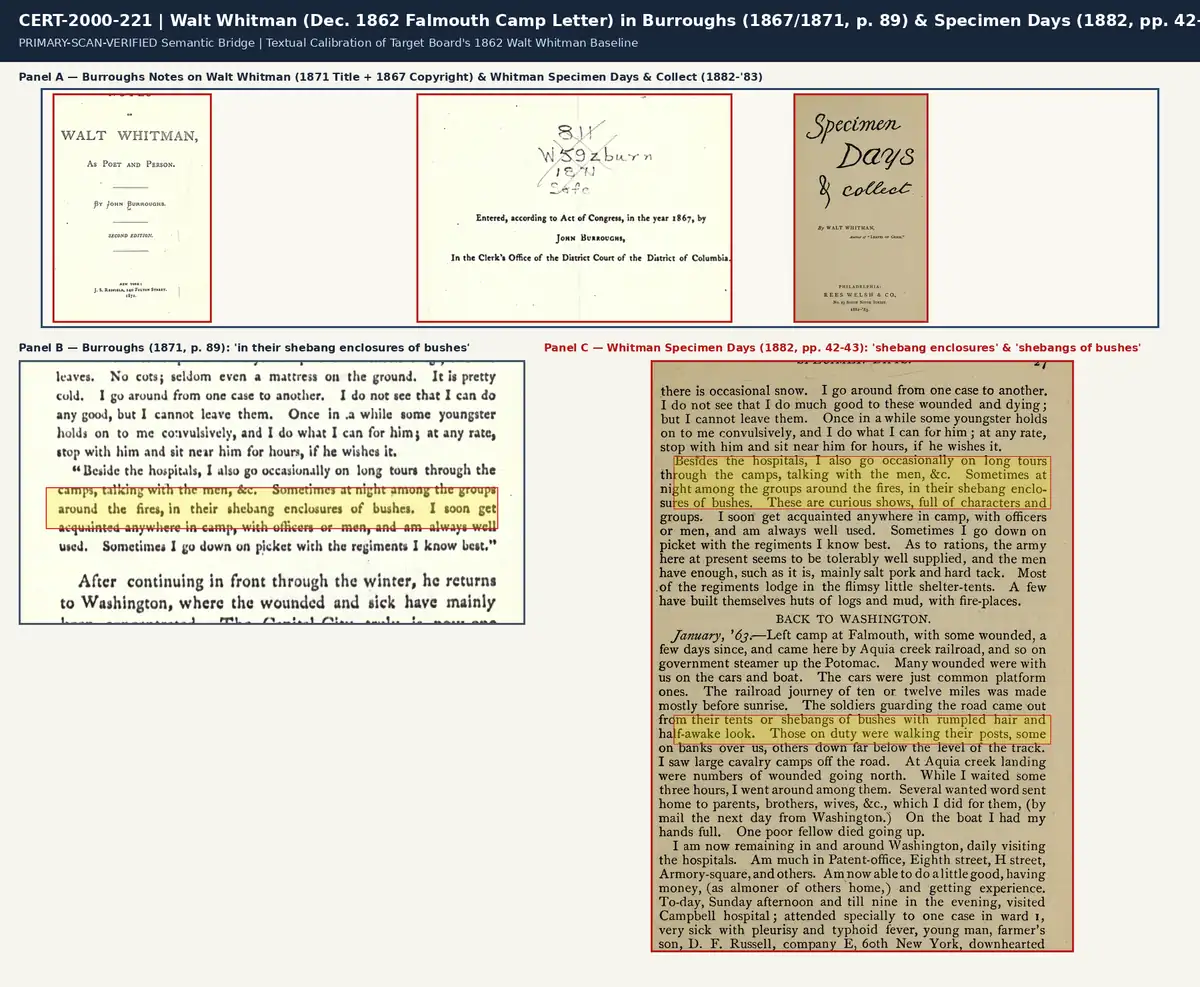 CERT-2000-221 | Walt Whitman (Dec. 1862 Falmouth Camp Letter) in Burroughs (1867/1871, p. 89) & Specimen Days (1882, pp. 42-
PRIMARY-SCAN-VERIFIED Semantic Bridge | Textual Calibration of Target Board's 1862 Walt Whitman Baseline
Panel A — Burroughs Notes on Walt Whitman (1871 Title + 1867 Copyright) & Whitman Specimen Days & Collect (1882-'83)
WALT WHITMAN,
As Poet and Person.
By John Burroughs.
SECOND EDITION.
NEW YORK:
J. S. Redfield, 140 Fulton Street.
1871.
811
W59zburn
1871
Safe
Entered, according to Act of Congress, in the year 1867, by
John Burroughs,
In the Clerk's Office of the District Court of the District of Columbia.
Specimen
Days
& collect
By WALT WHITMAN,
Author of "Leaves of Grass."
PHILADELPHIA:
REES WELSH & CO.
No. 23 South Ninth Street.
1882-'83.
Panel B — Burroughs (1871, p. 89): 'in their shebang enclosures of bushes'
leaves. No cots; seldom even a mattress on the ground. It is pretty
cold. I go around from one case to another. I do not see that I can do
any good, but I cannot leave them. Once in a while some youngster
holds on to me convulsively, and I do what I can for him; at any rate,
stop with him and sit near him for hours, if he wishes it.
"Beside the hospitals, I also go occasionally on long tours through the
camps, talking with the men, &c. Sometimes at night among the groups
around the fires, in their shebang enclosures of bushes. I soon get
acquainted anywhere in camp, with officers or men, and am always well
used. Sometimes I go down on picket with the regiments I know best."
After continuing in front through the winter, he returns
to Washington, where the wounded and sick have mainly
Panel C — Whitman Specimen Days (1882, pp. 42-43): 'shebang enclosures' & 'shebangs of bushes'
there is occasional snow. I go around from one case to another.
I do not see that I do much good to these wounded and dying;
but I cannot leave them. Once in a while some youngster holds
on to me convulsively, and I do what I can for him; at any rate,
stop with him and sit near him for hours, if he wishes it.
Besides the hospitals, I also go occasionally on long tours
through the camps, talking with the men, &c. Sometimes at
night among the groups around the fires, in their shebang enclo-
sures of bushes. These are curious shows, full of characters and
groups. I soon get acquainted anywhere in camp, with officers
or men, and am always well used. Sometimes I go down on
picket with the regiments I know best. As to rations, the army
here at present seems to be tolerably well supplied, and the men
have enough, such as it is, mainly salt pork and hard tack. Most
of the regiments lodge in the flimsy little shelter-tents. A few
have built themselves huts of logs and mud, with fire-places.
BACK TO WASHINGTON.
January, '63.—Left camp at Falmouth, with some wounded, a
few days since, and came here by Aquia creek railroad, and so on
government steamer up the Potomac. Many wounded were with
us on the cars and boat. The cars were just common platform
ones. The railroad journey of ten or twelve miles was made
mostly before sunrise. The soldiers guarding the road came out
from their tents or shebangs of bushes with rumpled hair and
half-awake look. Those on duty were walking their posts, some
on banks over us, others down far below the level of the track.
I saw large cavalry camps off the road. At Aquia creek landing
were numbers of wounded going north. While I waited some
three hours, I went around among them. Several wanted word sent
home to parents, brothers, wives, &c., which I did for them, (by
mail the next day from Washington.) On the boat I had my
hands full. One poor fellow died going up.
I am now remaining in and around Washington, daily visiting
the hospitals. Am much in Patent-office, Eighth street, H street,
Armory-square, and others. Am now able to do a little good, having
money, (as almoner of others home,) and getting experience.
To-day, Sunday afternoon and till nine in the evening, visited
Campbell hospital; attended specially to one case in ward 1,
very sick with pleurisy and typhoid fever, young man, farmer's
son, D. F. Russell, company E, 60th New York, downhearted